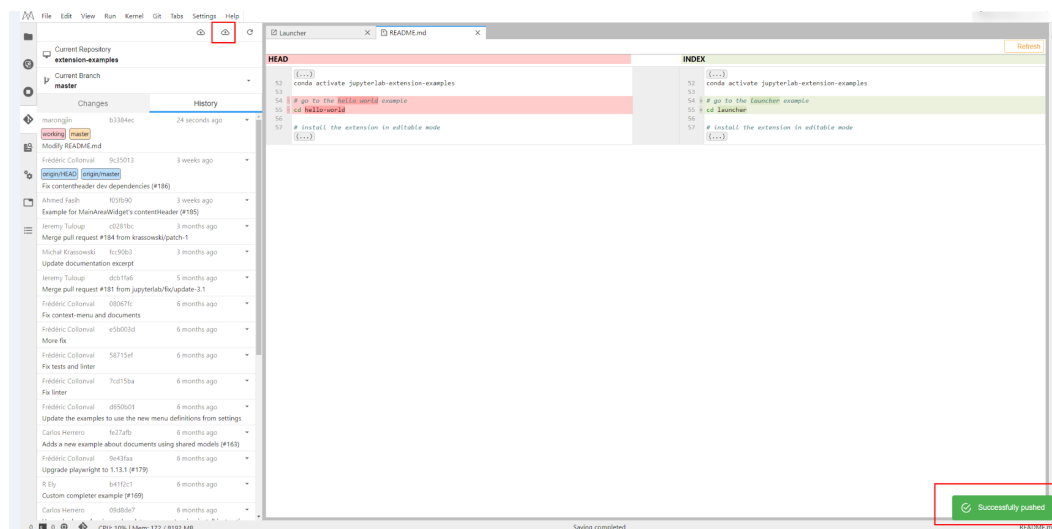 File Edit View Run Kernel Git Tabs Settings Help
Current Repository
extension-examples
Current Branch
master
Changes History
marongjin b3384ec 24 seconds ago
working master
Modify README.md
Frédéric Collonval 9c35013 3 weeks ago
origin/HEAD origin/master
Fix contentheader dev dependencies (#186)
Ahmed Fasih f05fb90 3 weeks ago
Example for MainAreaWidget's contentHeader (#185)
Jeremy Tuloup c0281bc 3 months ago
Merge pull request #184 from krassowski/patch-1
Michał Krassowski fcc90b3 3 months ago
Update documentation excerpt
Jeremy Tuloup dcb1fa6 5 months ago
Merge pull request #181 from jupyterlab/fix/update-3.1
Frédéric Collonval 08067fc 6 months ago
Fix context-menu and documents
Frédéric Collonval e5b003d 6 months ago
More fix
Frédéric Collonval 58715ef 6 months ago
Fix tests and linter
Frédéric Collonval 7cd15ba 6 months ago
Fix linter
Frédéric Collonval d650b01 6 months ago
Update the examples to use the new menu definitions from settings
Carlos Herrero fe27afb 6 months ago
Adds a new example about documents using shared models (#163)
Frédéric Collonval 9e43faa 6 months ago
Upgrade playwright to 1.13.1 (#179)
R Ely b41f2c1 6 months ago
Custom completer example (#169)
Carlos Herrero 09d8de7 6 months ago
Launcher README.md
Refresh
HEAD
(...)
52 conda activate jupyterlab-extension-examples
53
54 - # go to the hello world example
55 - cd hello-world
56
57 # install the extension in editable mode
(...)
INDEX
(...)
52 conda activate jupyterlab-extension-examples
53
54 + # go to the launcher example
55 + cd launcher
56
57 # install the extension in editable mode
(...)
Successfully pushed
CPU: 10% | Mem: 172 / 8192 MB
Saving completed
README.m